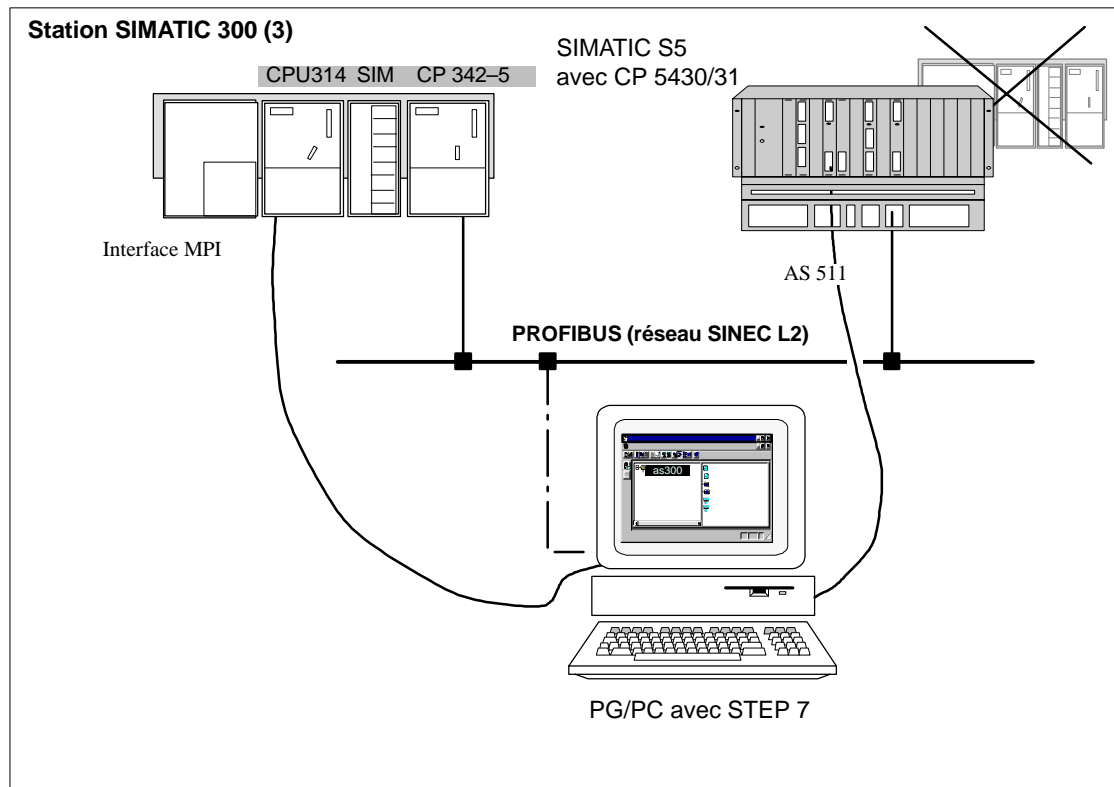 Station SIMATIC 300 (3)
SIMATIC S5
avec CP 5430/31
CPU314 SIM CP 342–5
Interface MPI
AS 511
PROFIBUS (réseau SINEC L2)
as300
PG/PC avec STEP 7